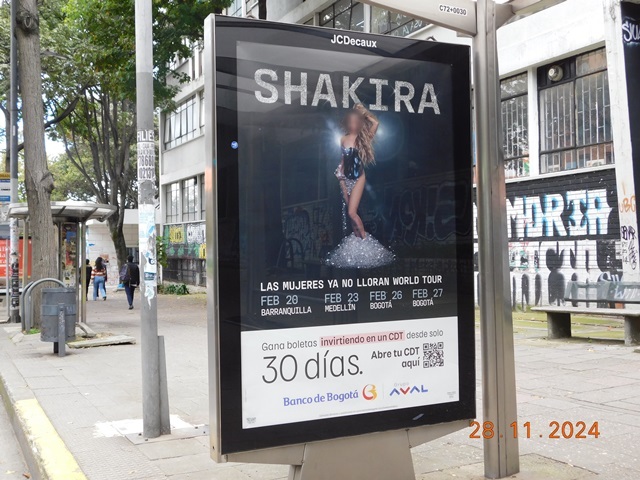 C72+0030
JCDecaux
SHAKIRA
LAS MUJERES YA NO LLORAN WORLD TOUR
FEB 20 FEB 23 FEB 26 FEB 27
BARRANQUILLA MEDELLÍN BOGOTÁ BOGOTÁ
Gana boletas invirtiendo en un CDT desde solo
30 días. Abre tu CDT
aquí
Banco de Bogotá Grupo AVAL
28.11.2024